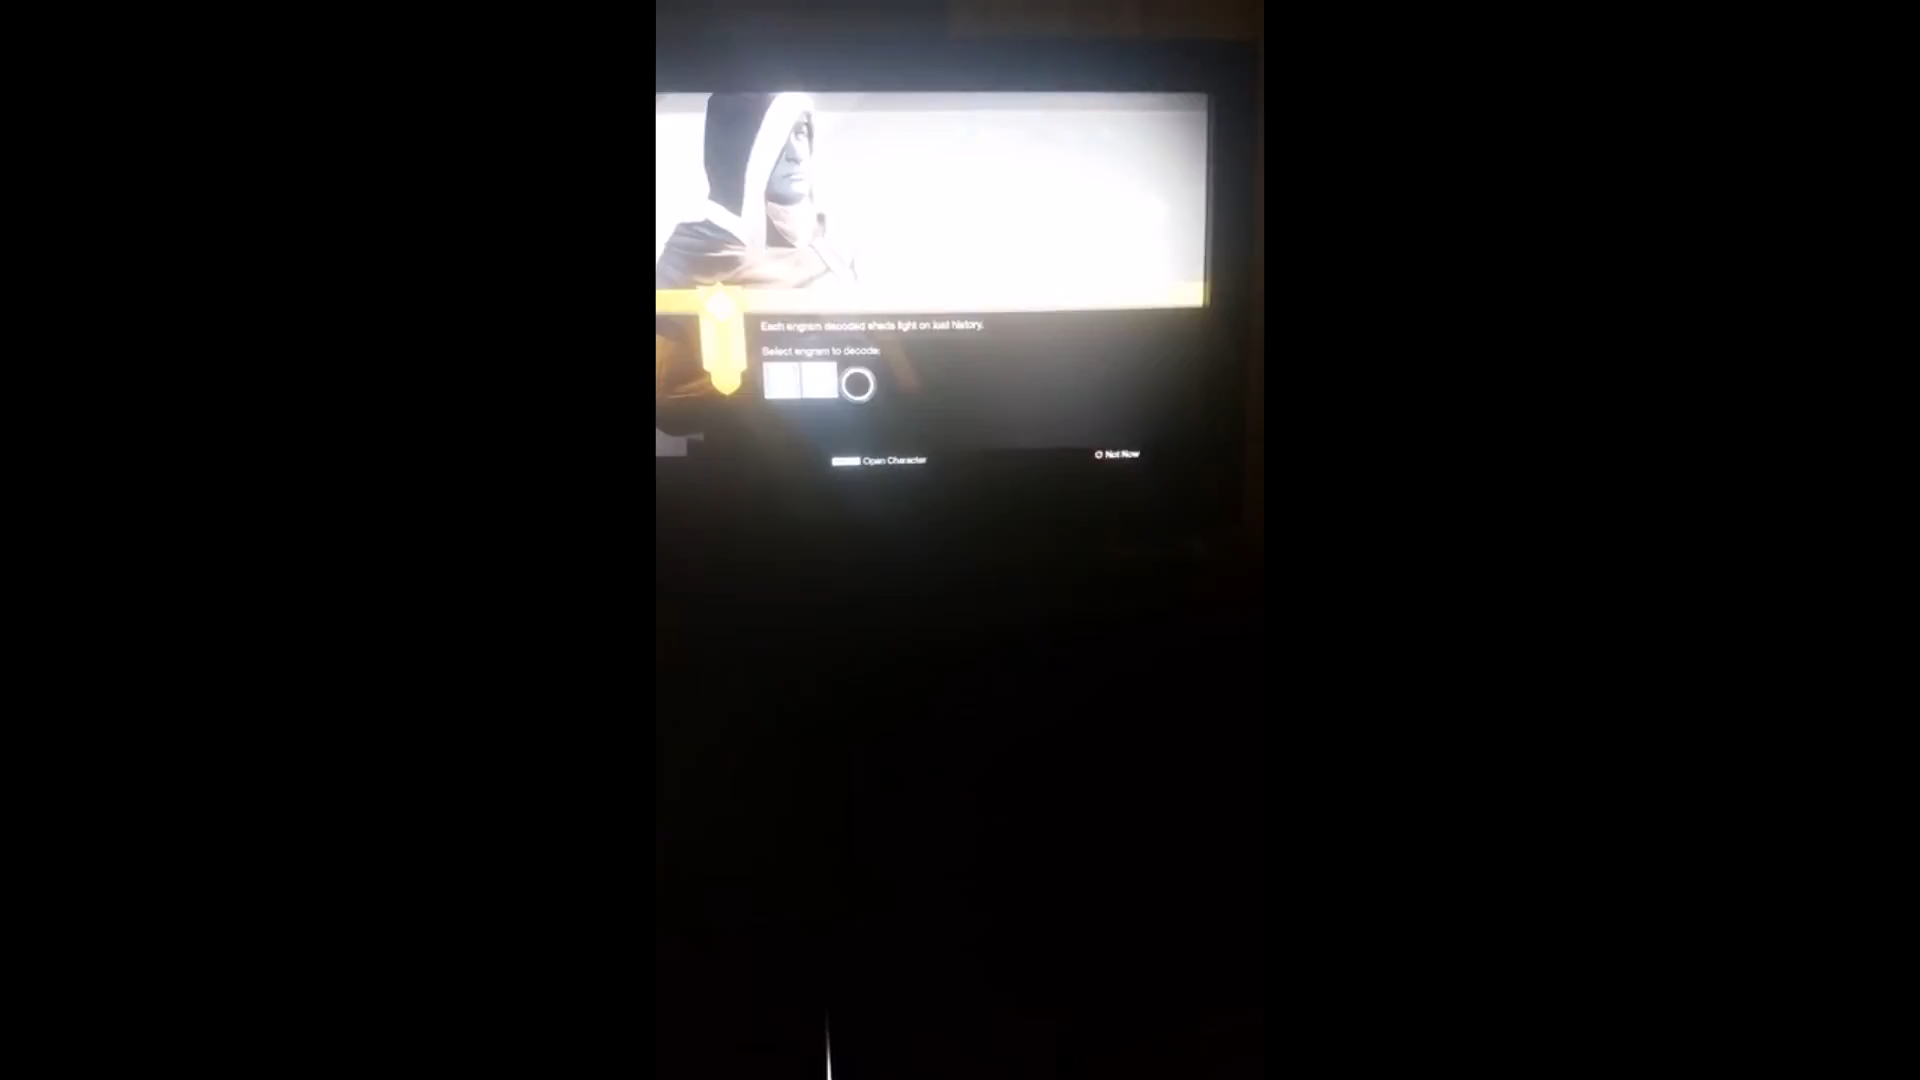 Each engram decoded sheds light on lost history.
Select engram to decode:
Open Character
Not Now